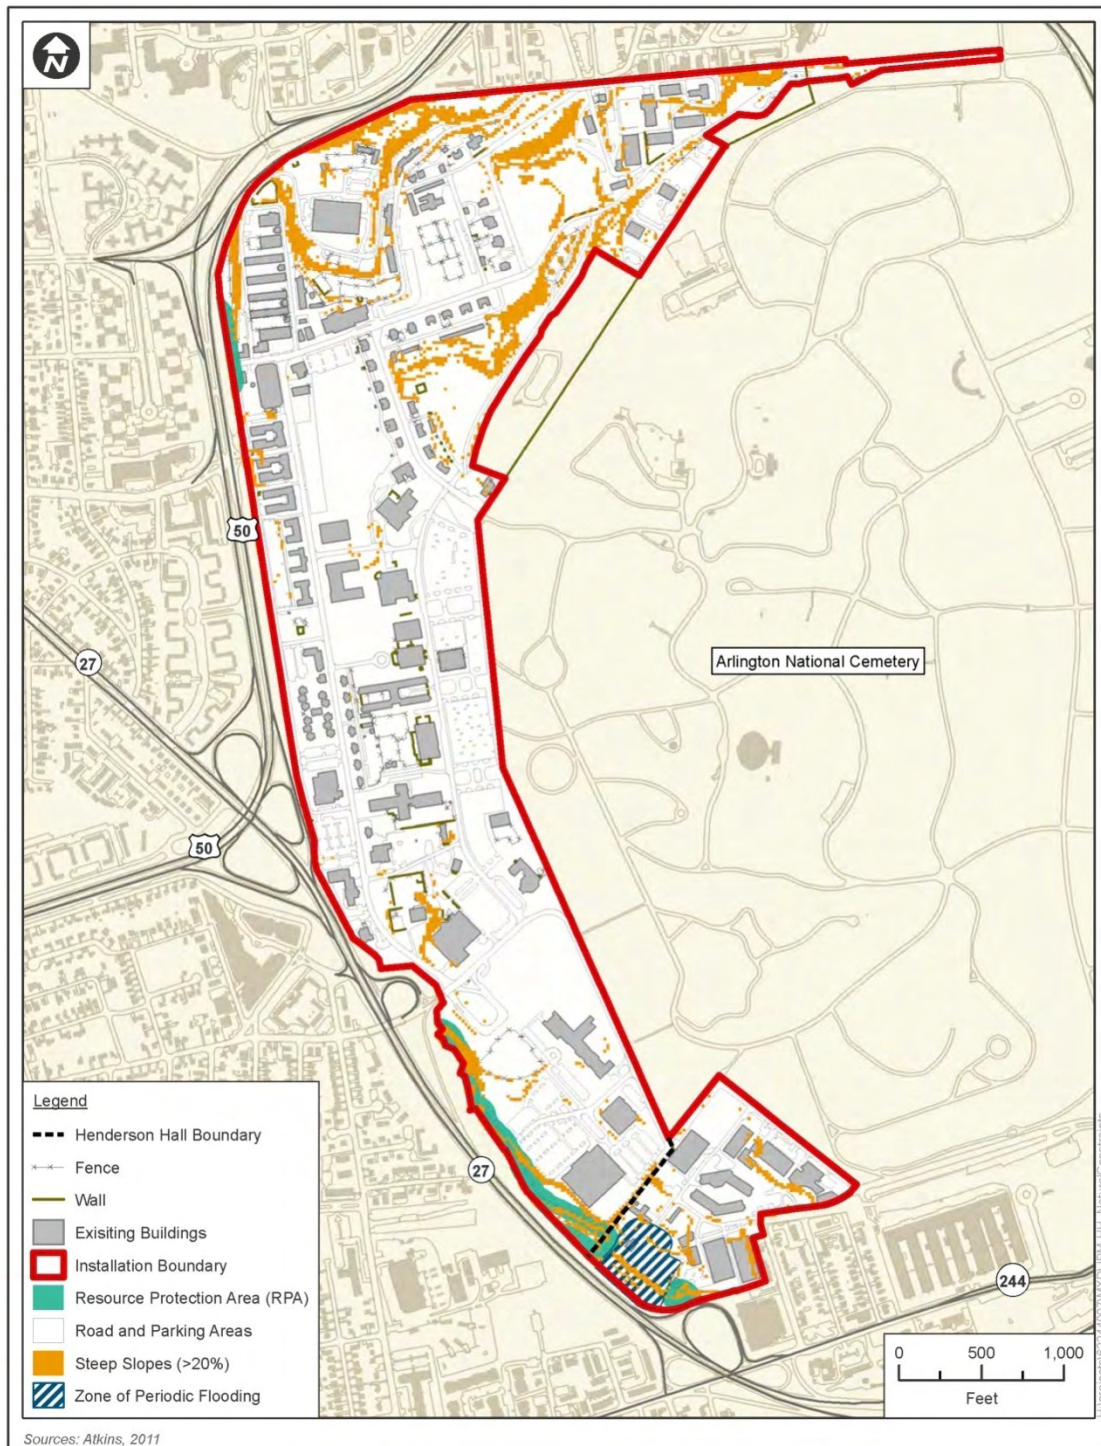 N
50
27
Arlington National Cemetery
50
27
244
Legend
Henderson Hall Boundary
Fence
Wall
Exisiting Buildings
Installation Boundary
Resource Protection Area (RPA)
Road and Parking Areas
Steep Slopes (>20%)
Zone of Periodic Flooding
0 500 1,000
Feet
Sources: Atkins, 2011